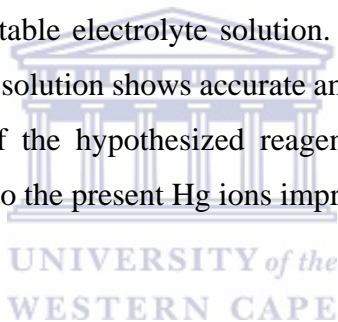 table electrolyte solution.
solution shows accurate an
f the hypothesized reagen
o the present Hg ions impr
UNIVERSITY of the
WESTERN CAPE